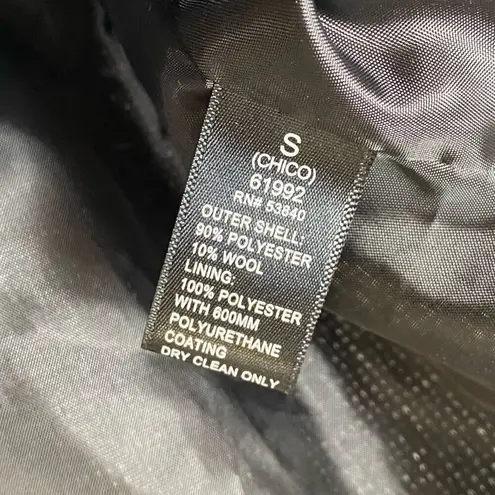 S
(CHICO)
61992
RN# 53640
OUTER SHELL:
90% POLYESTER
10% WOOL
LINING:
100% POLYESTER
WITH 600MM
POLYURETHANE
COATING
DRY CLEAN ONLY